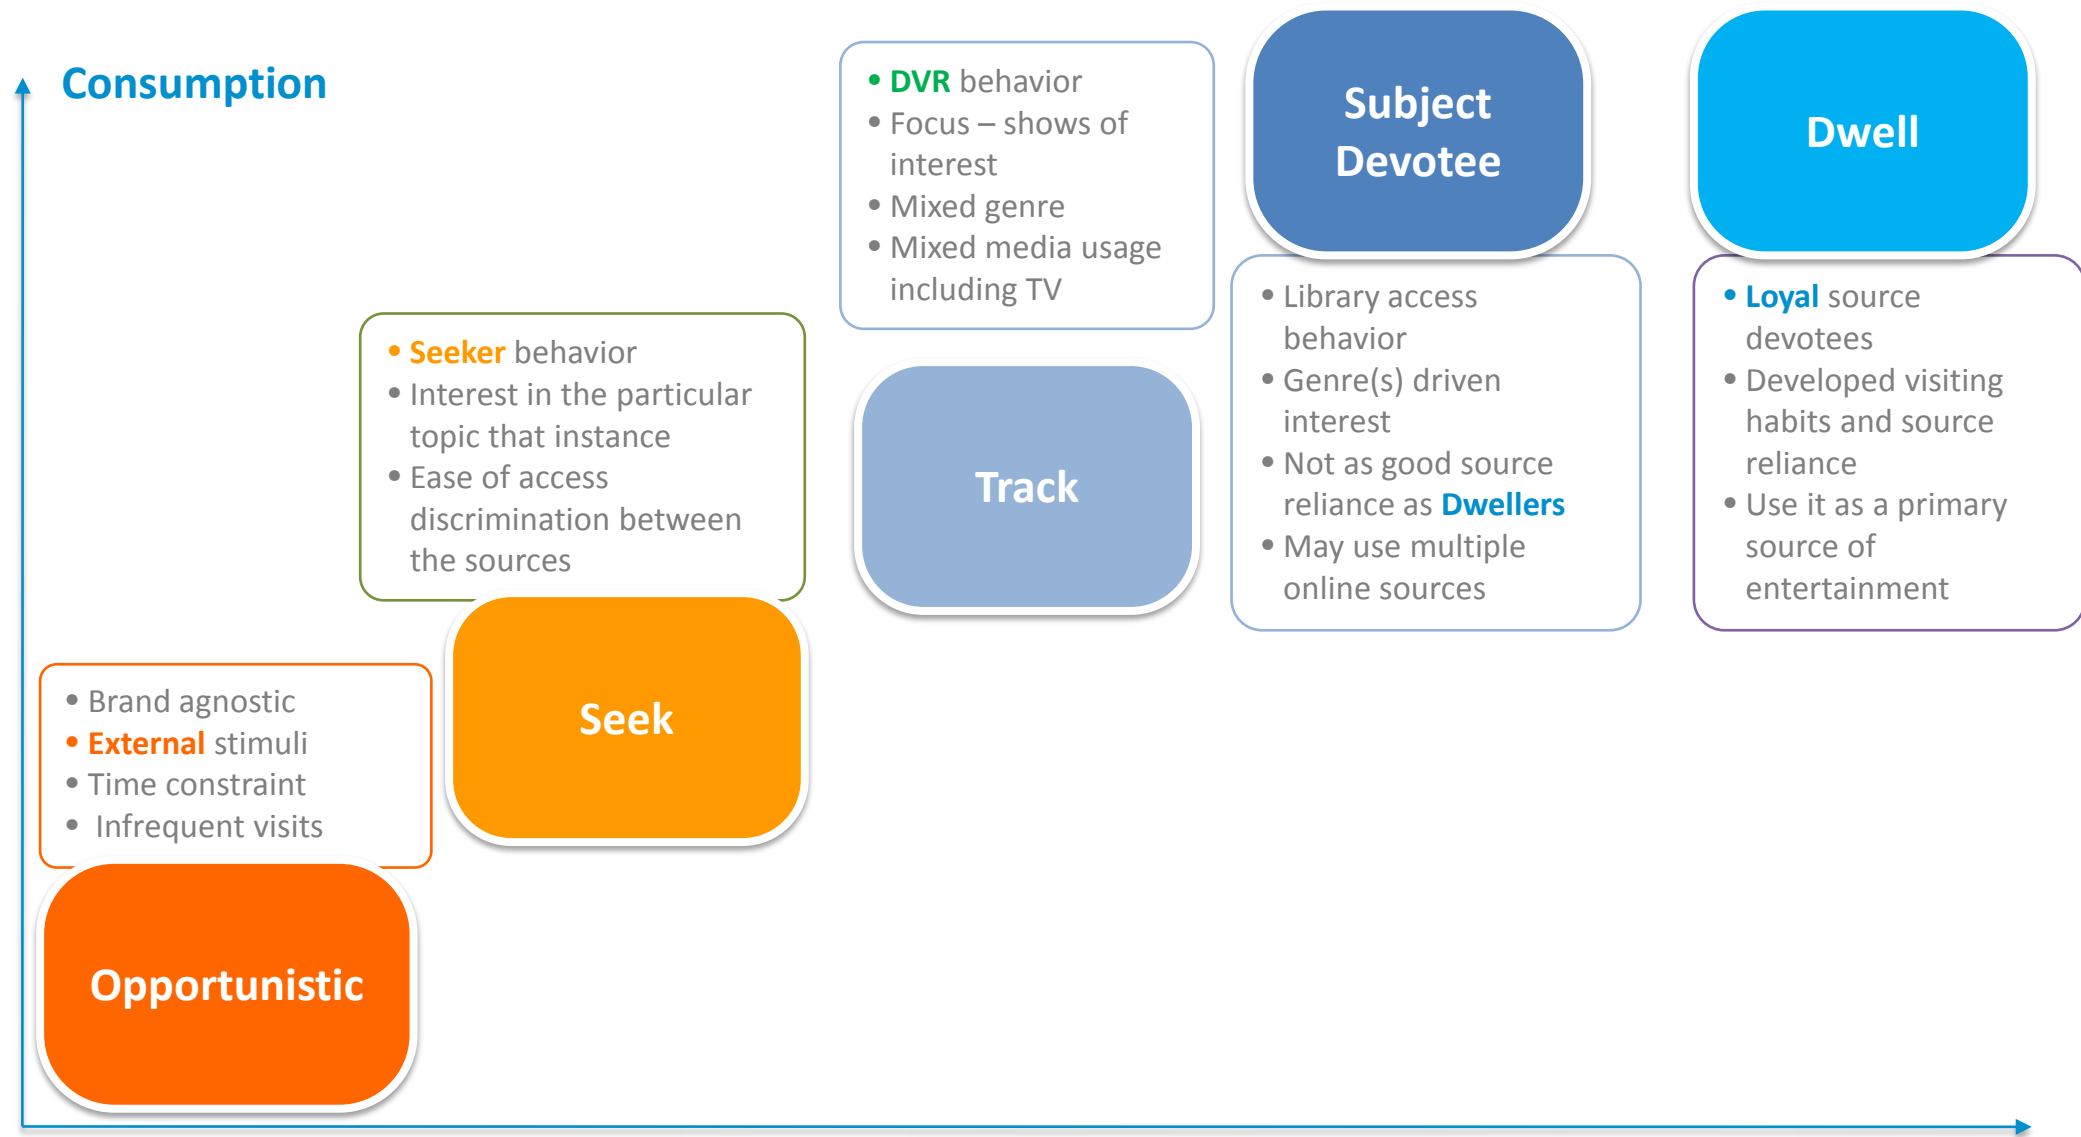 Consumption
• DVR behavior
• Focus – shows of
interest
• Mixed genre
• Mixed media usage
including TV
Subject
Devotee
Dwell
• Library access
behavior
• Genre(s) driven
interest
• Not as good source
reliance as Dwellers
• May use multiple
online sources
• Loyal source
devotees
• Developed visiting
habits and source
reliance
• Use it as a primary
source of
entertainment
• Seeker behavior
• Interest in the particular
topic that instance
• Ease of access
discrimination between
the sources
Track
Seek
• Brand agnostic
• External stimuli
• Time constraint
• Infrequent visits
Opportunistic